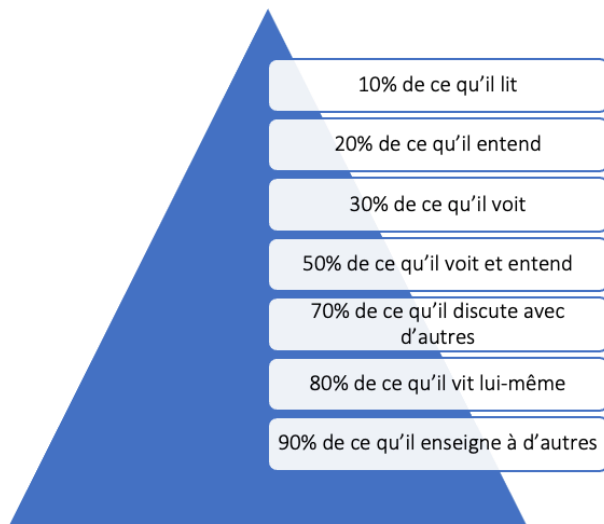 10% de ce qu’il lit
20% de ce qu’il entend
30% de ce qu’il voit
50% de ce qu’il voit et entend
70% de ce qu’il discute avec
d’autres
80% de ce qu’il vit lui-même
90% de ce qu’il enseigne à d’autres